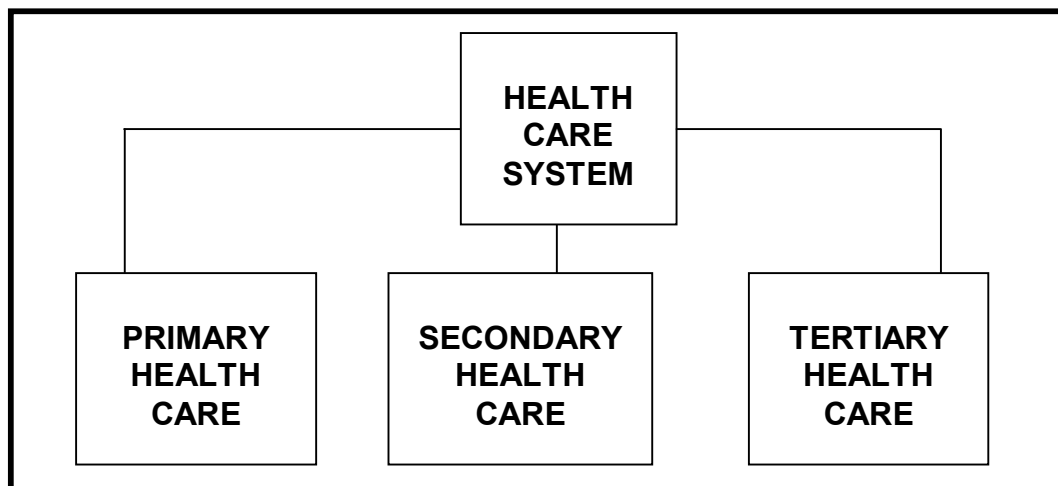 HEALTH
CARE
SYSTEM
PRIMARY
HEALTH
CARE
SECONDARY
HEALTH
CARE
TERTIARY
HEALTH
CARE